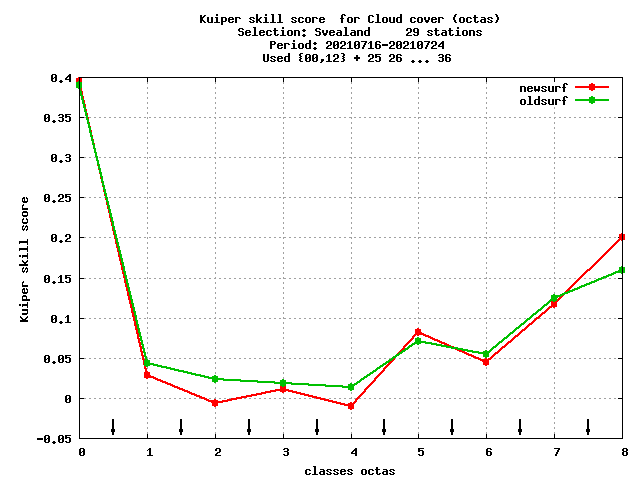 Kuiper skill score  for Cloud cover (octas)
Selection: Svealand     29 stations
Period: 20210716-20210724
Used {00,12} + 25 26 ... 36
newsurf
oldsurf
Kuiper skill score
0.4
0.35
0.3
0.25
0.2
0.15
0.1
0.05
0
-0.05
0 1 2 3 4 5 6 7 8
classes octas